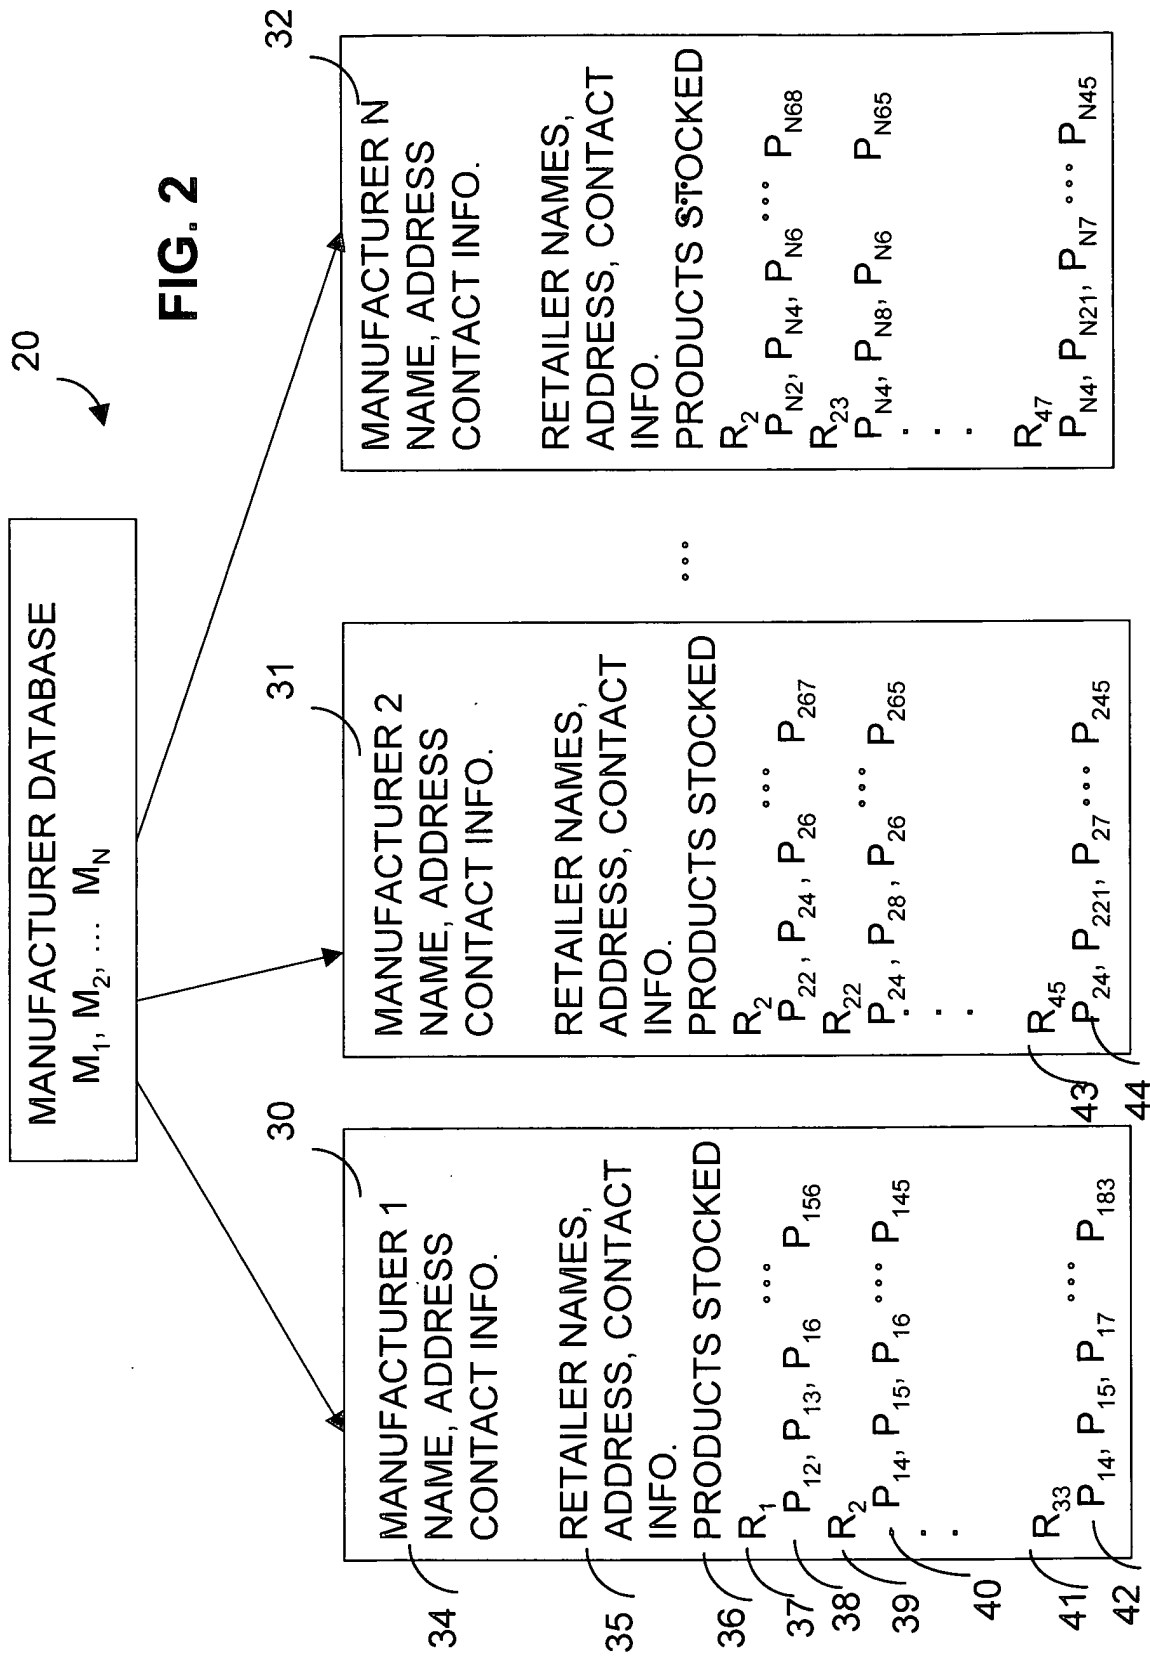 20
FIG. 2
MANUFACTURER DATABASE
M1, M2, ... MN
30
MANUFACTURER 1
NAME, ADDRESS
CONTACT INFO.
RETAILER NAMES,
ADDRESS, CONTACT
INFO.
PRODUCTS STOCKED
R1
P12, P13, P16 ... P156
R2
P14, P15, P16 ... P145
R33
P14, P15, P17 ... P183
34
35
36
37
38
39
40
41
42
31
MANUFACTURER 2
NAME, ADDRESS
CONTACT INFO.
RETAILER NAMES,
ADDRESS, CONTACT
INFO.
PRODUCTS STOCKED
R2
P22, P24, P26 ... P267
R22
P24, P28, P26 ... P265
R45
P24, P221, P27 ... P245
43
44
...
32
MANUFACTURER N
NAME, ADDRESS
CONTACT INFO.
RETAILER NAMES,
ADDRESS, CONTACT
INFO.
PRODUCTS STOCKED
R2
PN2, PN4, PN6 ... PN68
R23
PN4, PN8, PN6 PN65
R47
PN4, PN21, PN7 ... PN45